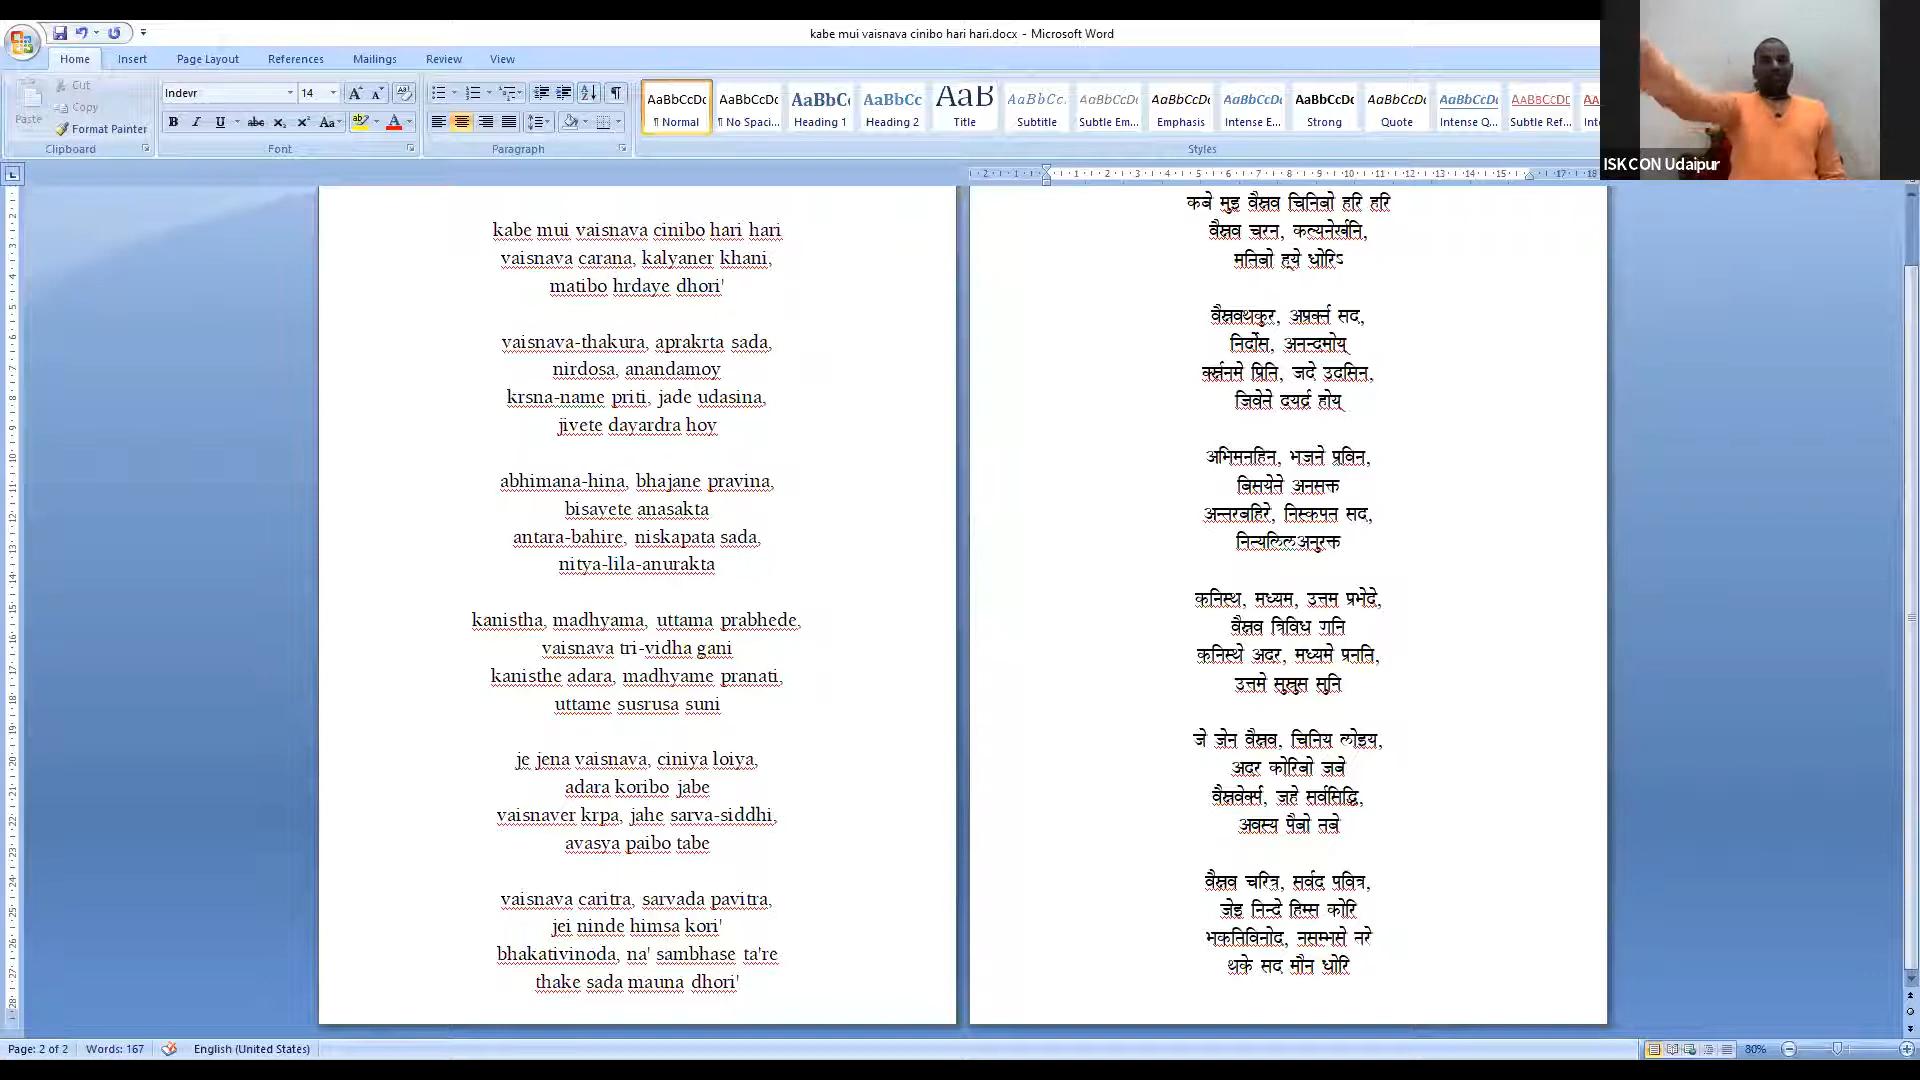 kabe mui vaisnava cinibo hari hari.docx - Microsoft Word
Home Insert Page Layout References Mailings Review View
Paste
Cut
Copy
Format Painter
Clipboard
Indevr 14
Font
Paragraph
AaBbCcDc AaBbCcDc AaBbC AaBbCc AaB AaBbCc. AaBbCcDc AaBbCcDc AaBbCcDc AaBbCcDc AaBbCcDc AaBbCcDc AaBbCcDc
¶ Normal ¶ No Spaci... Heading 1 Heading 2 Title Subtitle Subtle Em... Emphasis Intense E... Strong Quote Intense Q... Subtle Ref...
Styles
ISKCON Udaipur
kabe mui vaisnava cinibo hari hari
vaisnava carana, kalyaner khani,
matibo hrdaye dhori'
vaisnava-thakura, aprakrta sada,
nirdosa, anandamoy
krsna-name priti, jade udasina,
jivete dayardra hoy
abhimana-hina, bhajane pravina,
bisayete anasakta
antara-bahire, niskapata sada,
nitya-lila-anurakta
kanistha, madhyama, uttama prabhede,
vaisnava tri-vidha gani
kanisthe adara, madhyame pranati,
uttame susrusa suni
je jena vaisnava, ciniya loiya,
adara koribo jabe
vaisnaver krpa, jahe sarva-siddhi,
avasya paibo tabe
vaisnava caritra, sarvada pavitra,
jei ninde himsa kori'
bhakativinoda, na' sambhase ta're
thake sada mauna dhori'
कबे मुइ वैस्नव चिनिबो हरि हरि
वैस्नव चरन, कल्यनेर्खनि,
मतिबो ह्र्ये धोरिऽ
वैस्नवथकुर, अप्रर्क्त सद,
निर्दोस, अनन्दमोय्
र्क्स्ननमे प्रिति, जदे उदसिन,
जिवेते दयर्द्र होय्
अभिमनहिन, भजने प्रविन,
बिसयेते अनसक्त
अन्तरबहिरे, निस्कपत सद,
नित्यलिलअनुरक्त
कनिस्थ, मध्यम, उत्तम प्रभेदे,
वैस्नव त्रिविध गनि
कनिस्थे अदर, मध्यमे प्रनति,
उत्तमे सुस्रुस सुनि
जे जेन वैस्नव, चिनिय लोइय,
अदर कोरिबो जबे
वैस्नवेर्क्प, जहे सर्वसिद्धि,
अवस्य पैबो तबे
वैस्नव चरित्र, सर्वद पवित्र,
जेइ निन्दे हिम्स कोरि
भकतिविनोद, नसम्भसे तरे
थके सद मौन धोरि
Page: 2 of 2 Words: 167 English (United States) 80%